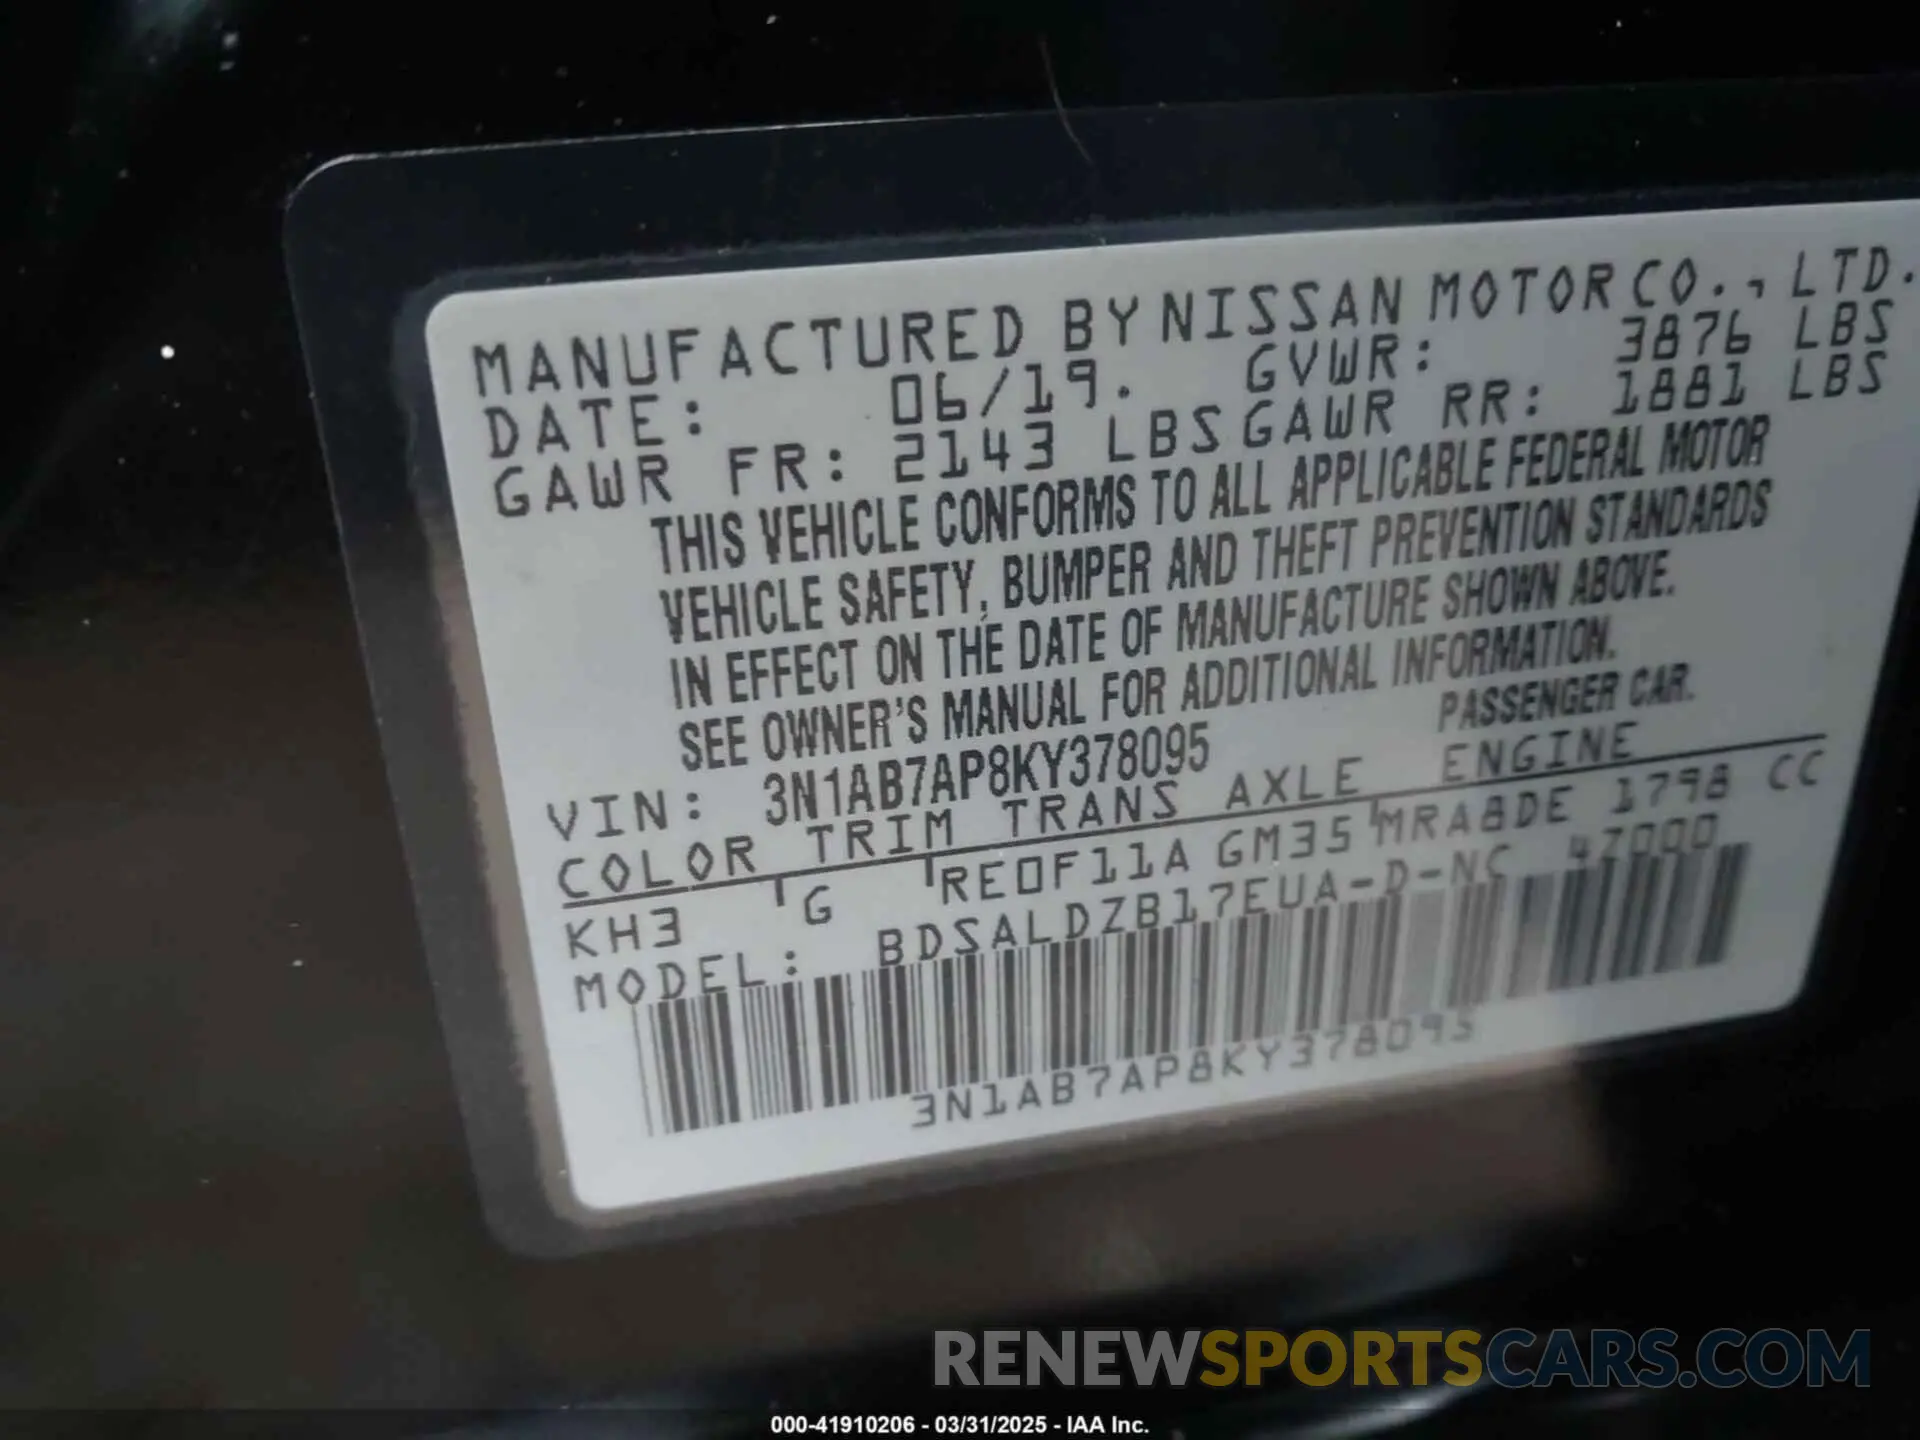 MANUFACTURED BY NISSAN MOTOR CO., LTD.
DATE: 06/19. GVWR: 3876 LBS
GAWR FR: 2143 LBS GAWR RR: 1881 LBS
THIS VEHICLE CONFORMS TO ALL APPLICABLE FEDERAL MOTOR
VEHICLE SAFETY, BUMPER AND THEFT PREVENTION STANDARDS
IN EFFECT ON THE DATE OF MANUFACTURE SHOWN ABOVE.
SEE OWNER'S MANUAL FOR ADDITIONAL INFORMATION.
VIN: 3N1AB7AP8KY378095 PASSENGER CAR.
COLOR TRIM TRANS AXLE ENGINE
KH3 G RE0F11A GM35 MRA8DE 1798 CC
MODEL: BDSALDZB17EUA-D-NC 47000
3N1AB7AP8KY378095
RENEWSPORTSCARS.COM
000-41910206 - 03/31/2025 - IAA Inc.